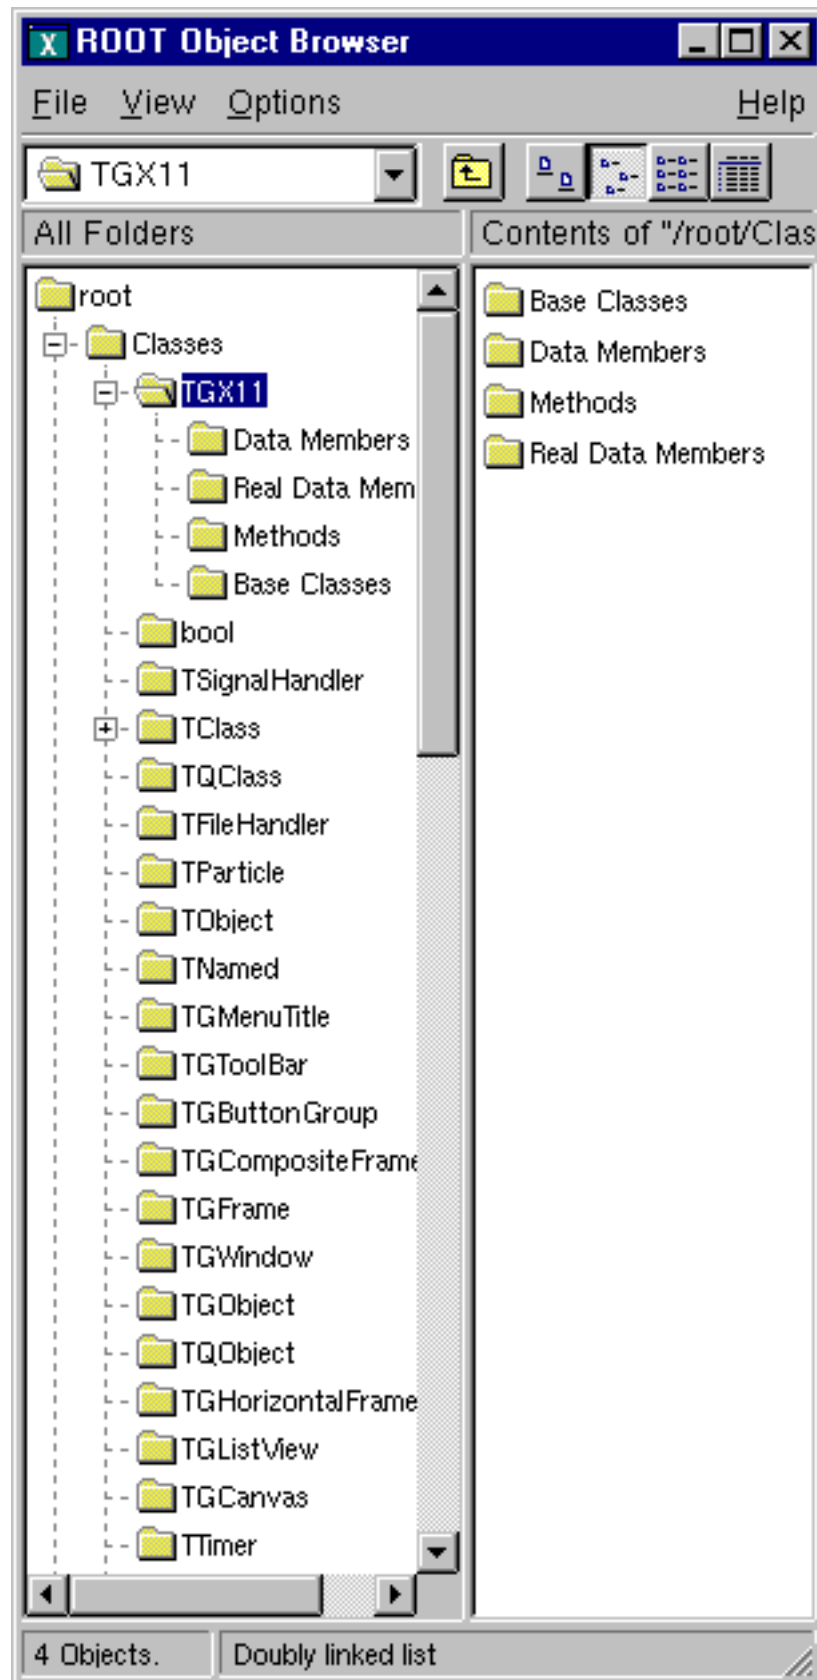 X ROOT Object Browser
File View Options Help
TGX11
All Folders
Contents of "/root/Clas
root
Classes
TGX11
Data Members
Real Data Mem
Methods
Base Classes
bool
TSignalHandler
TClass
TQClass
TFileHandler
TParticle
TObject
TNamed
TGMenuTitle
TGToolBar
TGButtonGroup
TGCompositeFrame
TGFrame
TGWindow
TGObject
TQObject
TGHorizontalFrame
TGListView
TGCanvas
TTimer
Base Classes
Data Members
Methods
Real Data Members
4 Objects.
Doubly linked list